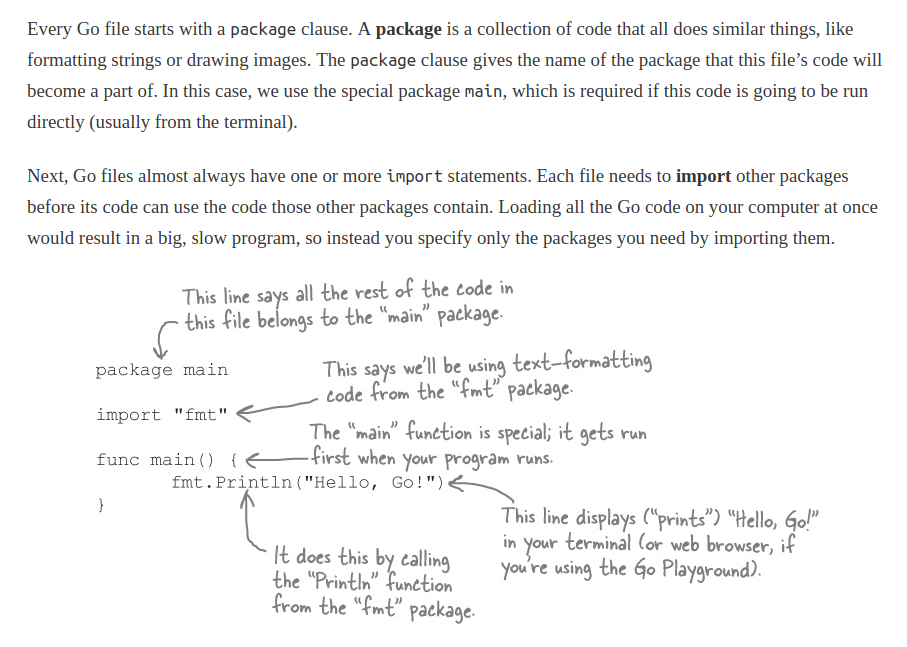 Every Go file starts with a package clause. A package is a collection of code that all does similar things, like
formatting strings or drawing images. The package clause gives the name of the package that this file’s code will
become a part of. In this case, we use the special package main, which is required if this code is going to be run
directly (usually from the terminal).
Next, Go files almost always have one or more import statements. Each file needs to import other packages
before its code can use the code those other packages contain. Loading all the Go code on your computer at once
would result in a big, slow program, so instead you specify only the packages you need by importing them.
This line says all the rest of the code in
this file belongs to the “main” package.
package main
This says we’ll be using text-formatting
code from the “fmt” package.
import "fmt"
The “main” function is special; it gets run
first when your program runs.
func main() {
fmt.Println("Hello, Go!")
}
This line displays (“prints”) “Hello, Go!”
in your terminal (or web browser, if
you’re using the Go Playground).
It does this by calling
the “Println” function
from the “fmt” package.